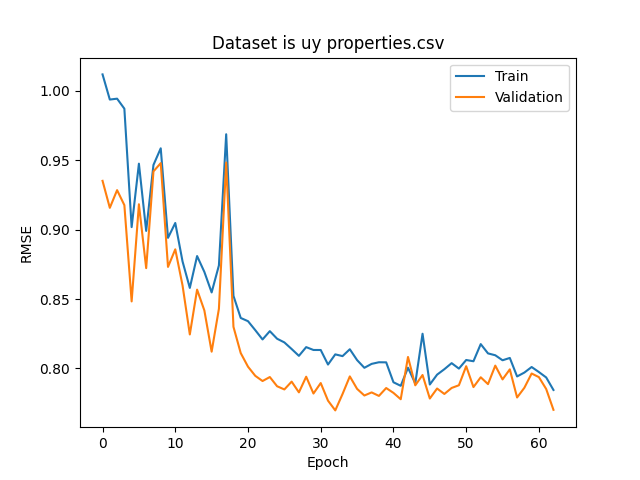 Dataset is uy properties.csv
Train
Validation
1.00
0.95
0.90
0.85
0.80
RMSE
0 10 20 30 40 50 60
Epoch